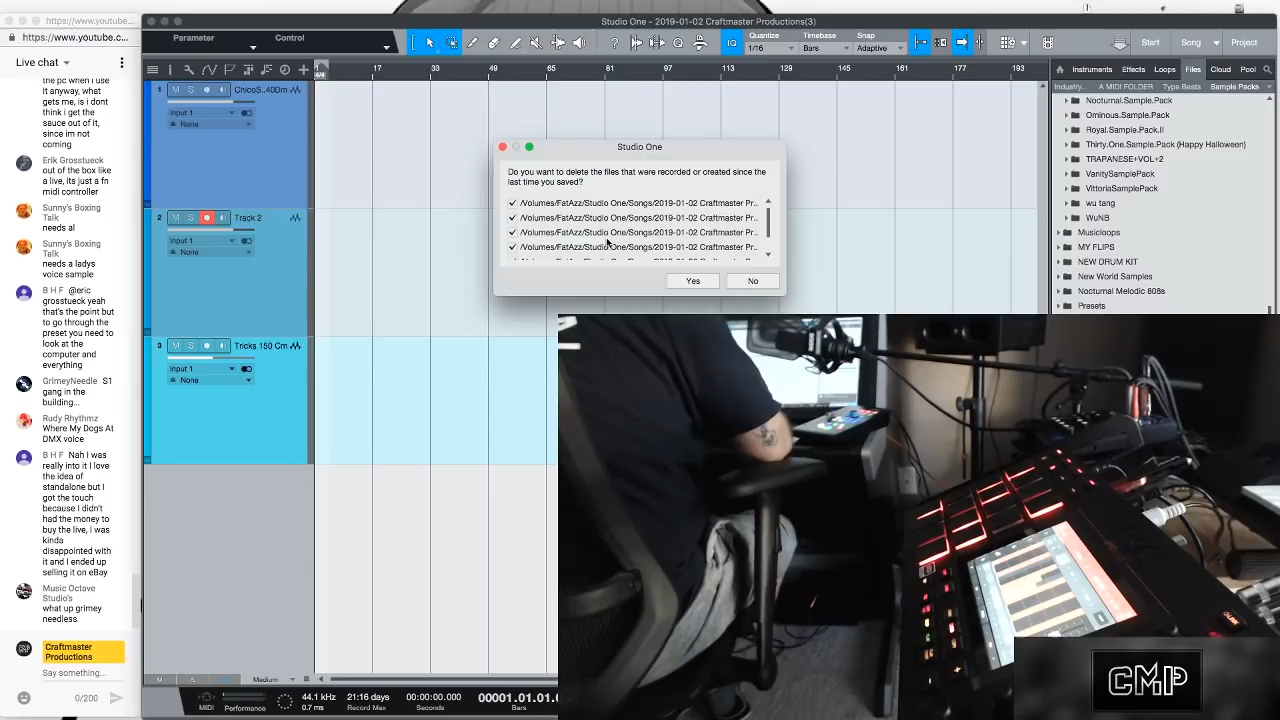 https://www.youtube...
https://www.youtube.c...
Live chat
the pc when I
use it anyway, what
gets me, is i dont
think i get the
sauce out of it,
since im not
coming
Erik Grosstueck
out of the box like
a live, its just a fn
midi controller
Sunny's Boxing
Talk
needs al
Sunny's Boxing
Talk
needs a ladys
voice sample
B H F @eric
grosstueck yeah
that's the point but
to go through the
preset you need to
look at the
computer and
everything
GrimeyNeedle S1
gang in the
building...
Rudy Rhythmz
Where My Dogs At
DMX voice
B H F Nah I was
really into it I love
the idea of
standalone but I
got the touch
because I didn't
had the money to
buy the live, I was
kinda
disappointed with
it and I ended up
selling it on eBay
Music Octave
Studio's
what up grimey
needless
Craftmaster
Productions
Say something...
0/200
Studio One - 2019-01-02 Craftmaster Productions(3)
Parameter
Control
IQ
Quantize
1/16
Timebase
Bars
Snap
Adaptive
Start
Song
Project
4/4
17
33
49
65
81
97
113
129
145
161
177
193
1 M S ChicoS..40Dm
Input 1
None
2 M S Track 2
Input 1
None
3 M S Tricks 150 Cm
Input 1
None
Studio One
Do you want to delete the files that were recorded or created since the
last time you saved?
/Volumes/FatAzz/Studio One/Songs/2019-01-02 Craftmaster Pr..
/Volumes/FatAzz/Studio One/Songs/2019-01-02 Craftmaster Pr..
/Volumes/FatAzz/Studio One/Songs/2019-01-02 Craftmaster Pr..
/Volumes/FatAzz/Studio One/Songs/2019-01-02 Craftmaster Pr..
Yes
No
Instruments
Effects
Loops
Files
Cloud
Pool
Industry..
A MIDI FOLDER
Type Beats
Sample Packs
Nocturnal.Sample.Pack
Ominous.Sample.Pack
Royal.Sample.Pack.II
Thirty.One.Sample.Pack (Happy Halloween)
TRAPANESE+VOL+2
VanitySamplePack
VittoriaSamplePack
wu tang
WuNB
Musicloops
MY FLIPS
NEW DRUM KIT
New World Samples
Nocturnal Melodic 808s
Presets
M
S
Medium
MIDI
Performance
44.1 kHz
0.7 ms
21:16 days
Record Max
00:00:00.000
Seconds
00001.01.01.0
Bars
CMP